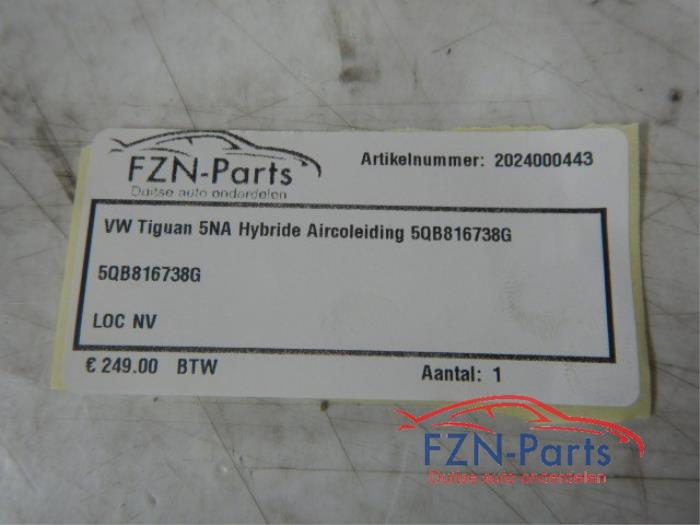 FZN-Parts
Duitse auto onderdelen
Artikelnummer: 2024000443
VW Tiguan 5NA Hybride Aircoleiding 5QB816738G
5QB816738G
LOC NV
€ 249.00 BTW
Aantal: 1
FZN-Parts
Duitse auto onderdelen